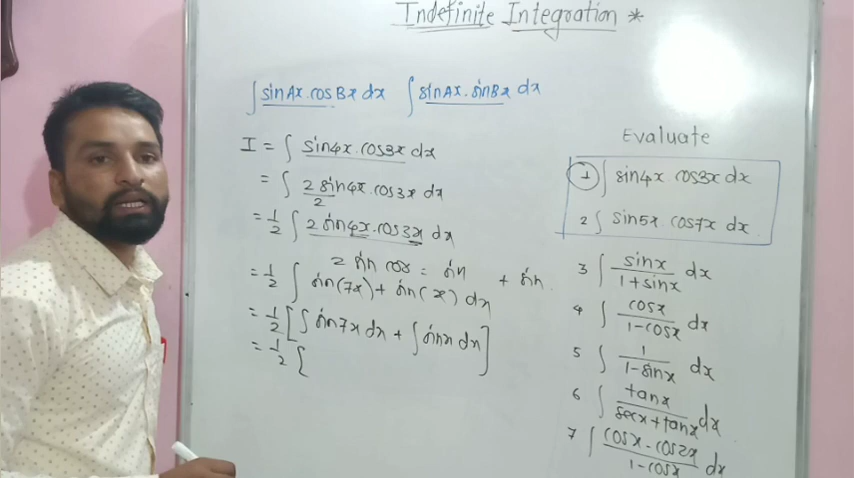 Indefinite Integration *
∫ sinAx.cosBx dx ∫ sinAx.sinBx dx
I = ∫ sin4x.cos3x dx
= ∫ 2 sin4x.cos3x dx / 2
= 1/2 ∫ 2 sin4x.cos3x dx
2 sin cos = sin + sin
= 1/2 ∫ sin(7x) + sin(x) dx
= 1/2 [∫ sin7x dx + ∫ sinx dx]
= 1/2 [
Evaluate
1 ∫ sin4x cos3x dx
2 ∫ sin5x.cos7x dx
3 ∫ sinx / 1+sinx dx
4 ∫ cosx / 1-cosx dx
5 ∫ 1 / 1-sinx dx
6 ∫ tanx / secx+tanx dx
7 ∫ cosx-cos2x / 1-cosx dx